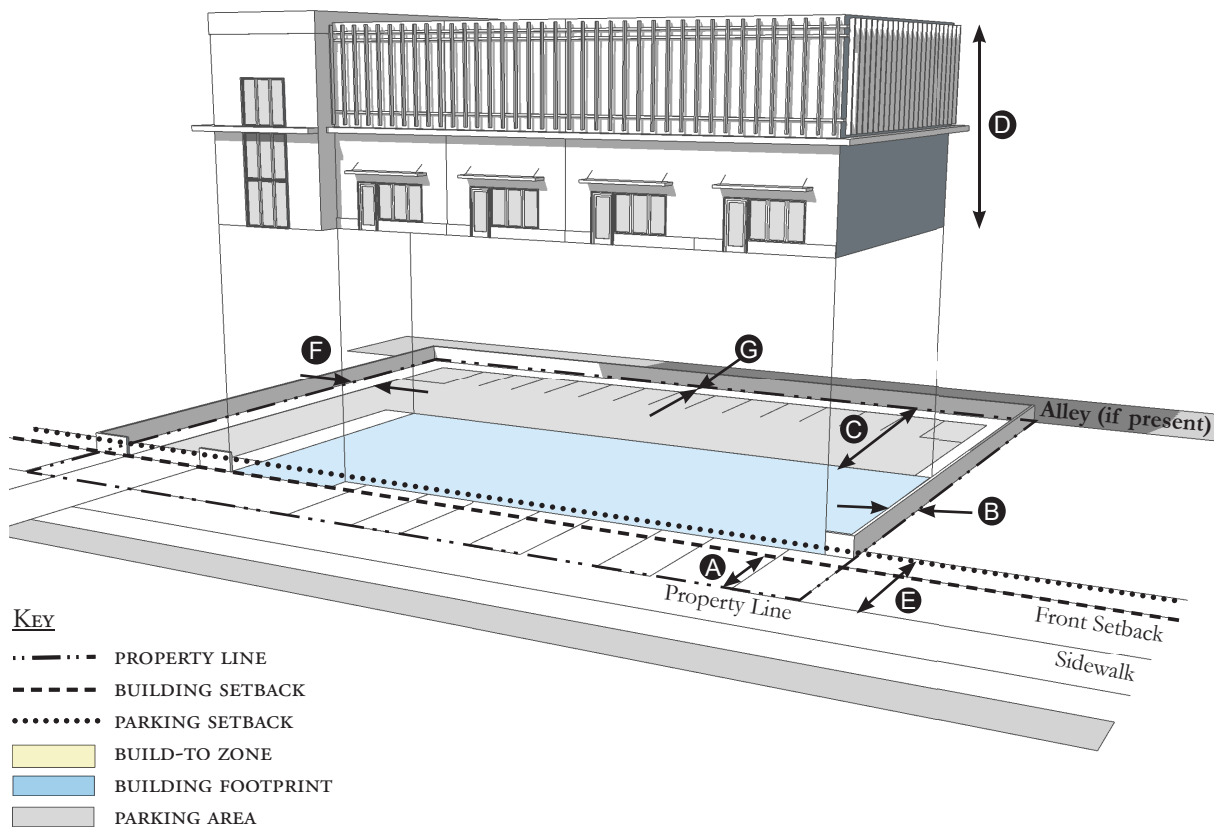 D
F
G
Alley (if present)
C
B
A
E
Property Line
Front Setback
Sidewalk
KEY
PROPERTY LINE
BUILDING SETBACK
PARKING SETBACK
BUILD-TO ZONE
BUILDING FOOTPRINT
PARKING AREA